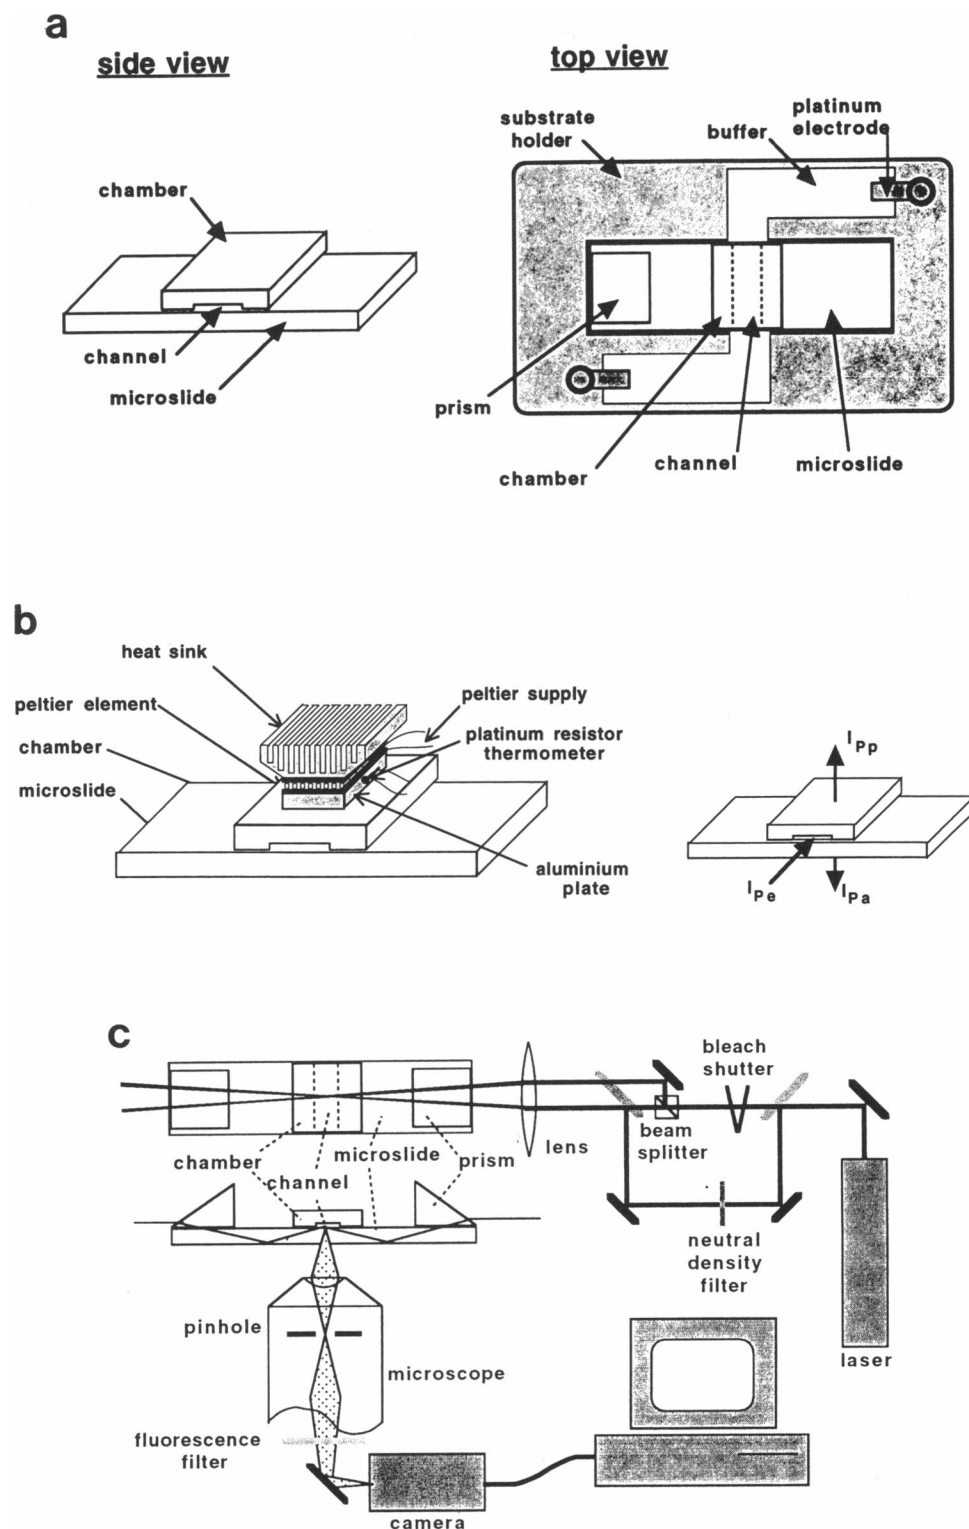 a
side view
top view
substrate
holder
buffer
platinum
electrode
chamber
channel
microslide
prism
chamber
channel
microslide
b
heat sink
peltier element
chamber
microslide
peltier supply
platinum resistor
thermometer
aluminium
plate
I Pp
I Pe
I Pa
c
bleach
shutter
lens
beam
splitter
chamber
microslide
prism
channel
neutral
density
filter
pinhole
microscope
laser
fluorescence
filter
camera